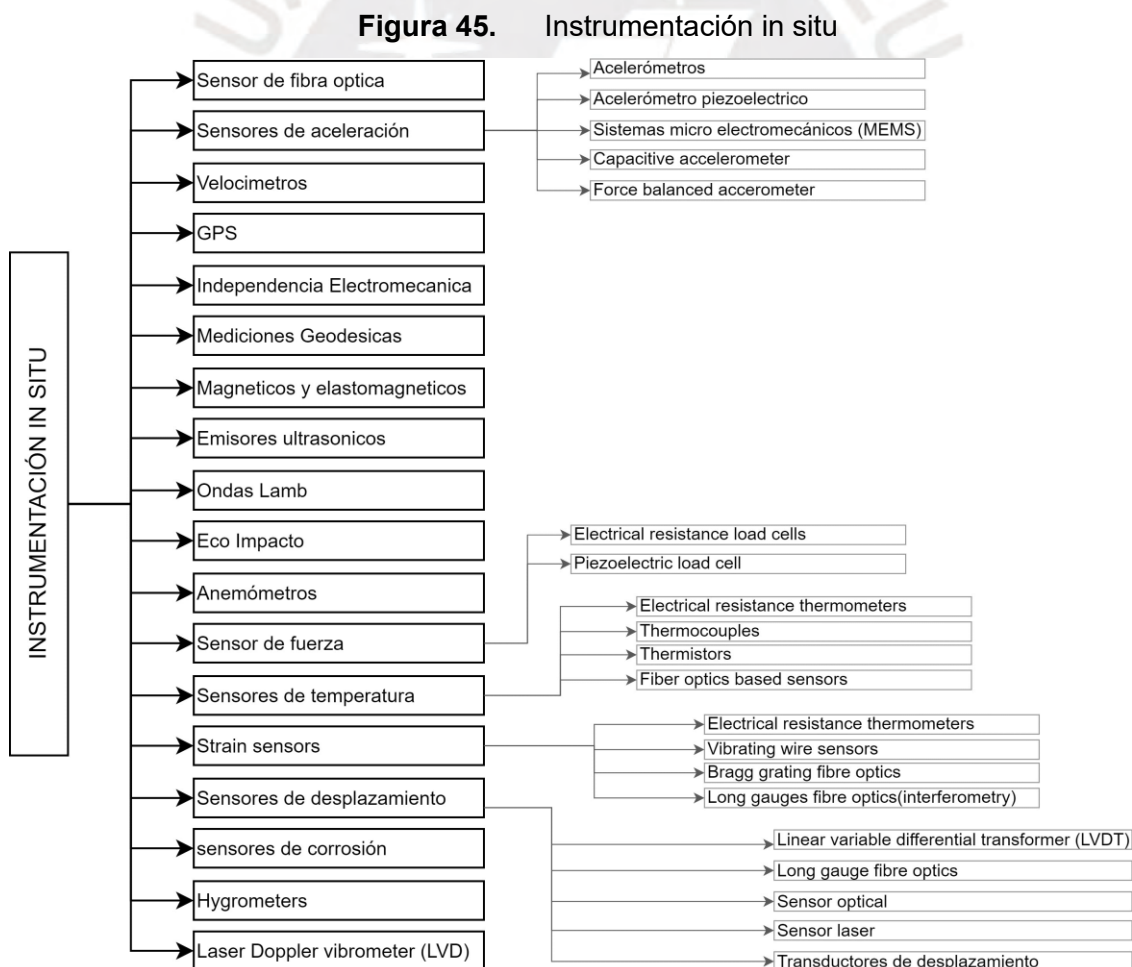 Figura 45. Instrumentación in situ
INSTRUMENTACIÓN IN SITU
Sensor de fibra optica
Sensores de aceleración
Acelerómetros
Acelerómetro piezoelectrico
Sistemas micro electromecánicos (MEMS)
Capacitive accelerometer
Force balanced accerometer
Velocimetros
GPS
Independencia Electromecanica
Mediciones Geodesicas
Magneticos y elastomagneticos
Emisores ultrasonicos
Ondas Lamb
Eco Impacto
Anemómetros
Sensor de fuerza
Electrical resistance load cells
Piezoelectric load cell
Sensores de temperatura
Electrical resistance thermometers
Thermocouples
Thermistors
Fiber optics based sensors
Strain sensors
Electrical resistance thermometers
Vibrating wire sensors
Bragg grating fibre optics
Long gauges fibre optics(interferometry)
Sensores de desplazamiento
Linear variable differential transformer (LVDT)
Long gauge fibre optics
Sensor optical
Sensor laser
Transductores de desplazamiento
sensores de corrosión
Hygrometers
Laser Doppler vibrometer (LVD)